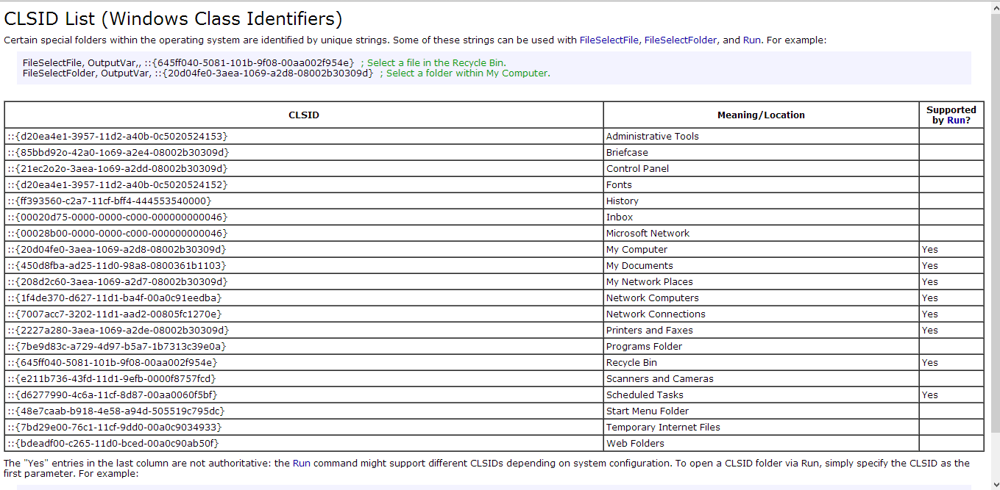 CLSID List (Windows Class Identifiers)
Certain special folders within the operating system are identified by unique strings. Some of these strings can be used with FileSelectFile, FileSelectFolder, and Run. For example:
FileSelectFile, OutputVar,, ::{645ff040-5081-101b-9f08-00aa002f954e}  ; Select a file in the Recycle Bin.
FileSelectFolder, OutputVar, ::{20d04fe0-3aea-1069-a2d8-08002b30309d}  ; Select a folder within My Computer.
CLSID Meaning/Location Supported by Run?
::{d20ea4e1-3957-11d2-a40b-0c5020524153} Administrative Tools
::{85bbd92o-42a0-1o69-a2e4-08002b30309d} Briefcase
::{21ec2o2o-3aea-1o69-a2dd-08002b30309d} Control Panel
::{d20ea4e1-3957-11d2-a40b-0c5020524152} Fonts
::{ff393560-c2a7-11cf-bff4-444553540000} History
::{00020d75-0000-0000-c000-000000000046} Inbox
::{00028b00-0000-0000-c000-000000000046} Microsoft Network
::{20d04fe0-3aea-1069-a2d8-08002b30309d} My Computer Yes
::{450d8fba-ad25-11d0-98a8-0800361b1103} My Documents Yes
::{208d2c60-3aea-1069-a2d7-08002b30309d} My Network Places Yes
::{1f4de370-d627-11d1-ba4f-00a0c91eedba} Network Computers Yes
::{7007acc7-3202-11d1-aad2-00805fc1270e} Network Connections Yes
::{2227a280-3aea-1069-a2de-08002b30309d} Printers and Faxes Yes
::{7be9d83c-a729-4d97-b5a7-1b7313c39e0a} Programs Folder
::{645ff040-5081-101b-9f08-00aa002f954e} Recycle Bin Yes
::{e211b736-43fd-11d1-9efb-0000f8757fcd} Scanners and Cameras
::{d6277990-4c6a-11cf-8d87-00aa0060f5bf} Scheduled Tasks Yes
::{48e7caab-b918-4e58-a94d-505519c795dc} Start Menu Folder
::{7bd29e00-76c1-11cf-9dd0-00a0c9034933} Temporary Internet Files
::{bdeadf00-c265-11d0-bced-00a0c90ab50f} Web Folders
The "Yes" entries in the last column are not authoritative: the Run command might support different CLSIDs depending on system configuration. To open a CLSID folder via Run, simply specify the CLSID as the
first parameter. For example: